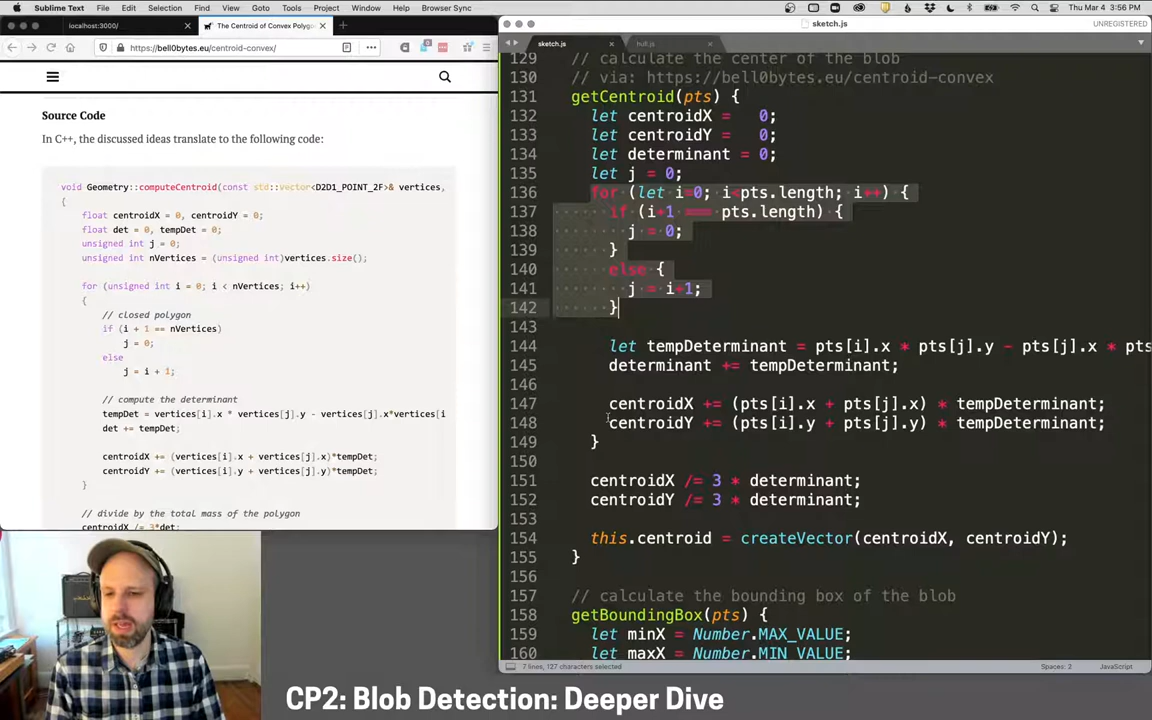 Sublime Text File Edit Selection Find View Goto Tools Project Window Help Browser Sync
Thu Mar 4 3:56 PM
localhost:3000/
The Centroid of Convex Polygo
https://bell0bytes.eu/centroid-convex/
Source Code
In C++, the discussed ideas translate to the following code:
void Geometry::computeCentroid(const std::vector<D2D1_POINT_2F>& vertices,
{
float centroidX = 0, centroidY = 0;
float det = 0, tempDet = 0;
unsigned int j = 0;
unsigned int nVertices = (unsigned int)vertices.size();
for (unsigned int i = 0; i < nVertices; i++)
{
// closed polygon
if (i + 1 == nVertices)
j = 0;
else
j = i + 1;
// compute the determinant
tempDet = vertices[i].x * vertices[j].y - vertices[j].x*vertices[i
det += tempDet;
centroidX += (vertices[i].x + vertices[j].x)*tempDet;
centroidY += (vertices[i].y + vertices[j].y)*tempDet;
}
// divide by the total mass of the polygon
centroidX /= 3*det;
sketch.js
UNREGISTERED
sketch.js
hull.js
129 // calculate the center of the blob
130 // via: https://bell0bytes.eu/centroid-convex
131 getCentroid(pts) {
132 let centroidX = 0;
133 let centroidY = 0;
134 let determinant = 0;
135 let j = 0;
136 for (let i=0; i<pts.length; i++) {
137 if (i+1 === pts.length) {
138 j = 0;
139 }
140 else {
141 j = i+1;
142 }
143
144 let tempDeterminant = pts[i].x * pts[j].y - pts[j].x * pts
145 determinant += tempDeterminant;
146
147 centroidX += (pts[i].x + pts[j].x) * tempDeterminant;
148 centroidY += (pts[i].y + pts[j].y) * tempDeterminant;
149 }
150
151 centroidX /= 3 * determinant;
152 centroidY /= 3 * determinant;
153
154 this.centroid = createVector(centroidX, centroidY);
155 }
156
157 // calculate the bounding box of the blob
158 getBoundingBox(pts) {
159 let minX = Number.MAX_VALUE;
160 let maxX = Number.MIN_VALUE;
7 lines, 127 characters selected
Spaces: 2
JavaScript
CP2: Blob Detection: Deeper Dive